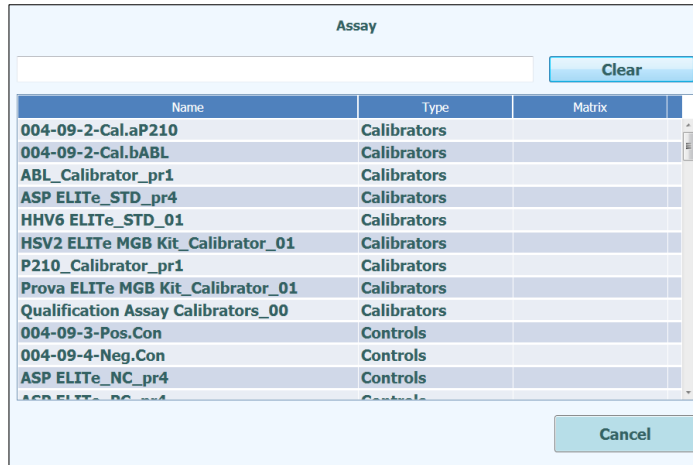 Assay
Clear
Name Type Matrix
004-09-2-Cal.aP210 Calibrators
004-09-2-Cal.bABL Calibrators
ABL_Calibrator_pr1 Calibrators
ASP ELITe_STD_pr4 Calibrators
HHV6 ELITe_STD_01 Calibrators
HSV2 ELITe MGB Kit_Calibrator_01 Calibrators
P210_Calibrator_pr1 Calibrators
Prova ELITe MGB Kit_Calibrator_01 Calibrators
Qualification Assay Calibrators_00 Calibrators
004-09-3-Pos.Con Controls
004-09-4-Neg.Con Controls
ASP ELITe_NC_pr4 Controls
ASP ELITe_PC_pr4 Controls
Cancel